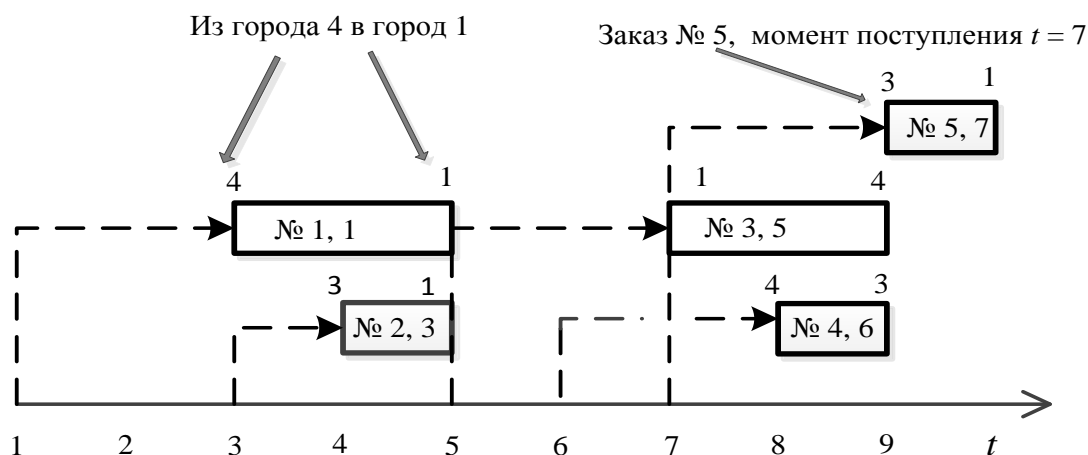 Из города 4 в город 1
Заказ № 5, момент поступления t = 7
3 1
№ 5, 7
4 1 1 4
№ 1, 1 № 3, 5
3 1 4 3
№ 2, 3 № 4, 6
1 2 3 4 5 6 7 8 9 t